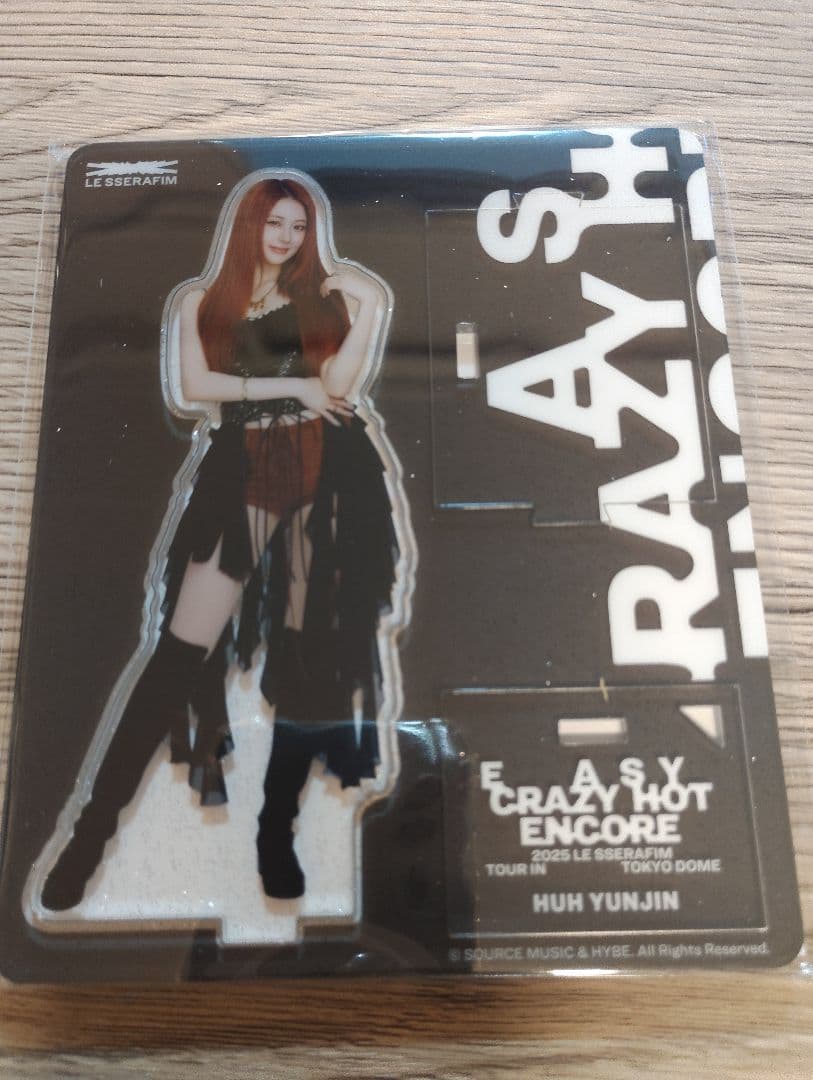 LE SSERAFIM
A S H
RAZY
E A S Y
CRAZY HOT
ENCORE
2025 LE SSERAFIM
TOUR IN TOKYO DOME
HUH YUNJIN
© SOURCE MUSIC & HYBE. All Rights Reserved.